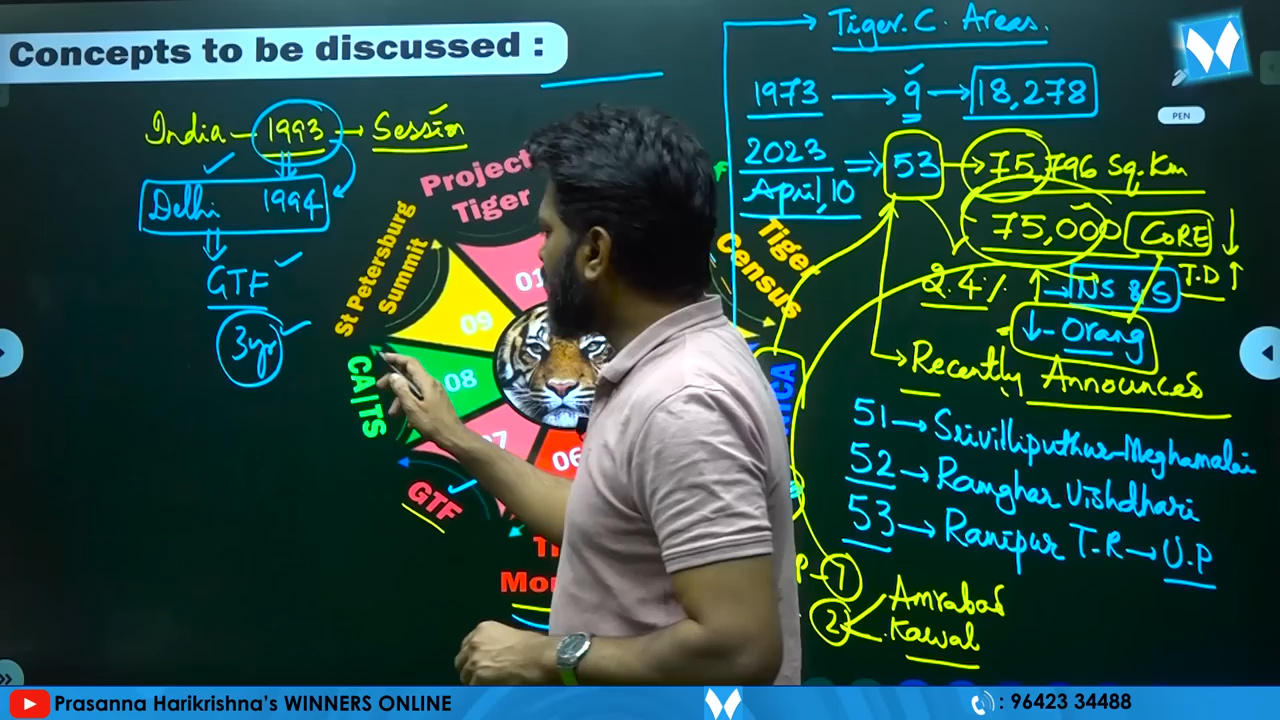 Concepts to be discussed :
India – 1993 → Session
Delhi 1994
GTF
3yr
Project
Tiger
St Petersburg
Summit
CA|TS
GTF
01
09
08
07
06
Tiger
Census
Tiger. C. Areas.
1973 → 9 → 18,278
2023 ⇒ 53 → 75,796 Sq.Km
April, 10
75,000 CORE ↓
2.4% T.D ↑
↑ → NS & S
↓ - Orang
Recently Announces
51 → Srivilliputhur-Meghamalai
52 → Ramghar Vishdhari
53 → Ranipur T.R → U.P
P - 1
2 Amrabad
Kawal
PEN
Prasanna Harikrishna's WINNERS ONLINE
: 96423 34488